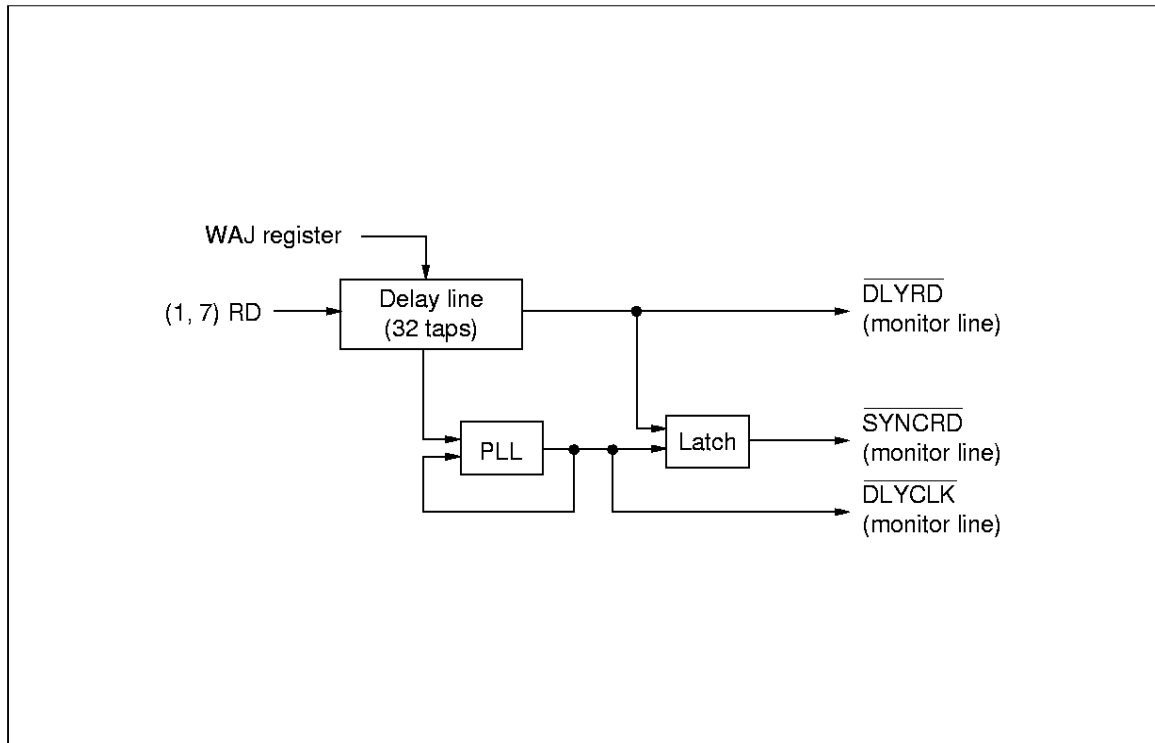 WAJ register
(1, 7) RD
Delay line
(32 taps)
DLYRD
(monitor line)
PLL
Latch
SYNCRD
(monitor line)
DLYCLK
(monitor line)